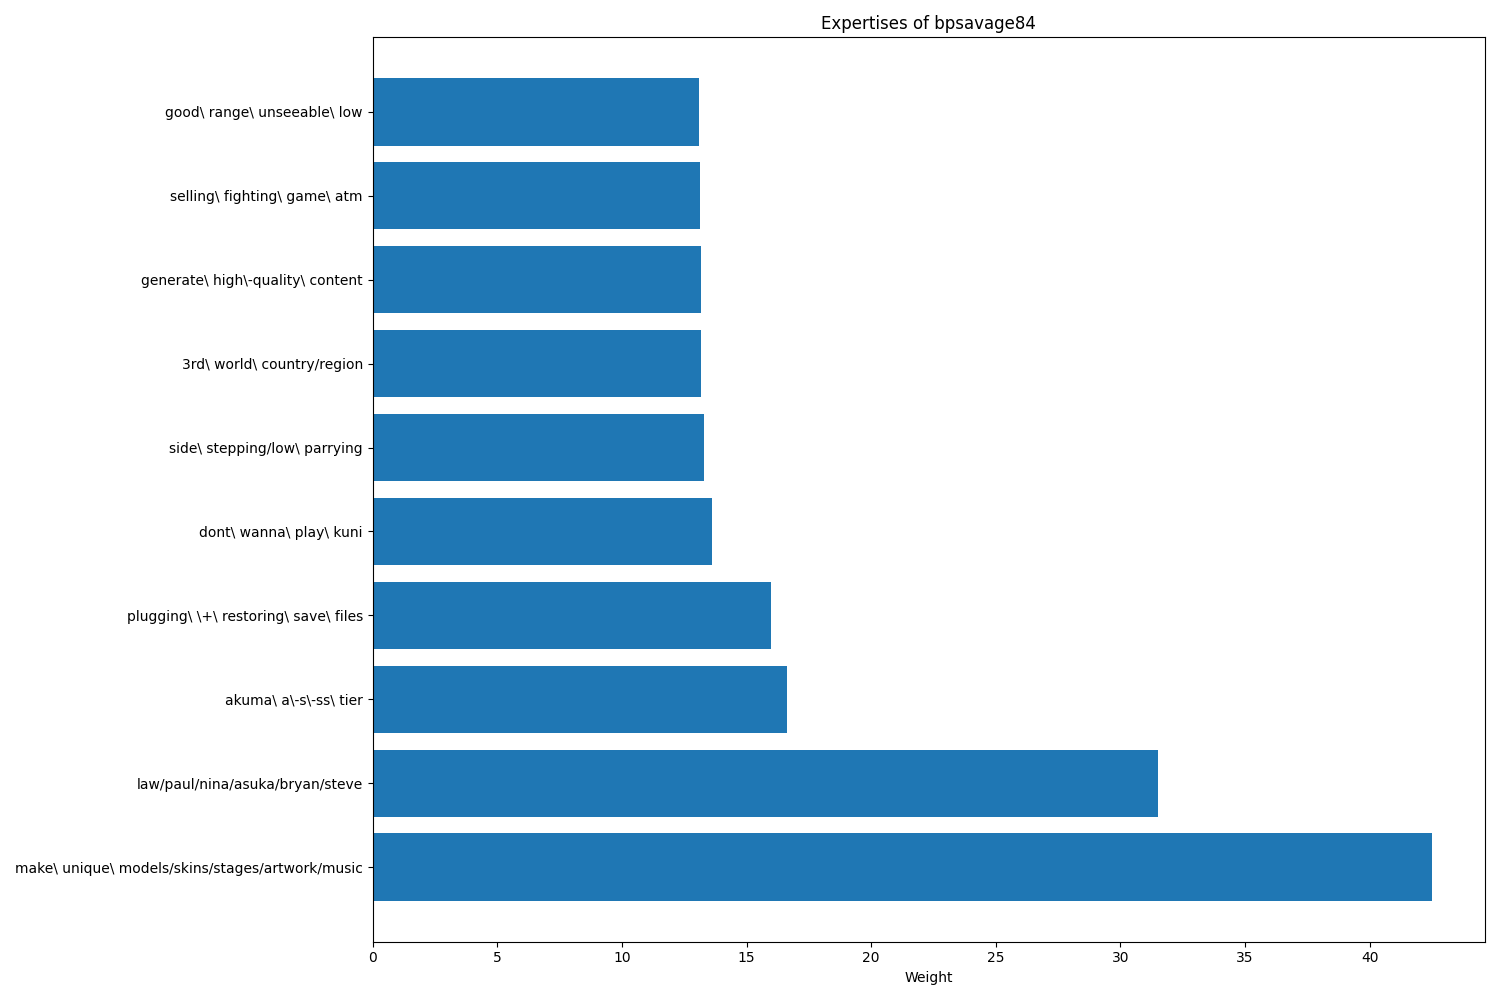 Expertises of bpsavage84
good\ range\ unseeable\ low
selling\ fighting\ game\ atm
generate\ high\-quality\ content
3rd\ world\ country/region
side\ stepping/low\ parrying
dont\ wanna\ play\ kuni
plugging\ \+\ restoring\ save\ files
akuma\ a\-s\-ss\ tier
law/paul/nina/asuka/bryan/steve
make\ unique\ models/skins/stages/artwork/music
0 5 10 15 20 25 30 35 40
Weight